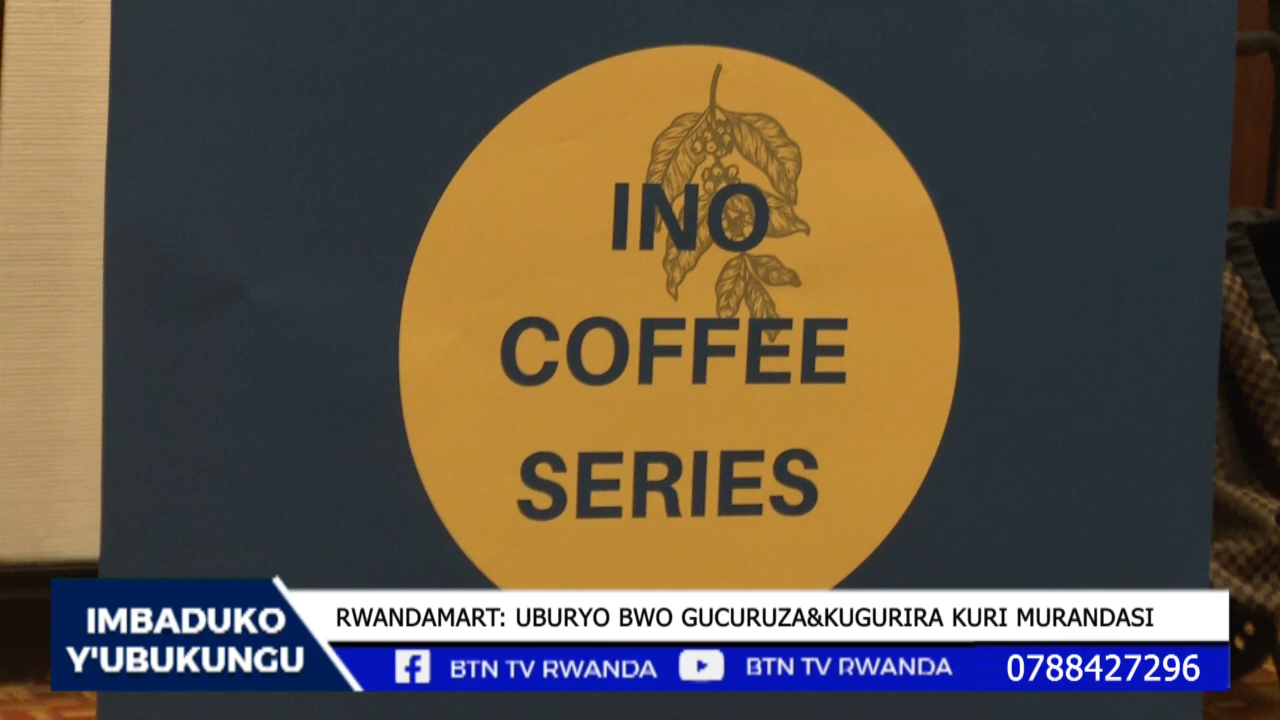 INO
COFFEE
SERIES
IMBADUKO
Y'UBUKUNGU
RWANDAMART: UBURYO BWO GUCURUZA&KUGURIRA KURI MURANDASI
BTN TV RWANDA
BTN TV RWANDA
0788427296